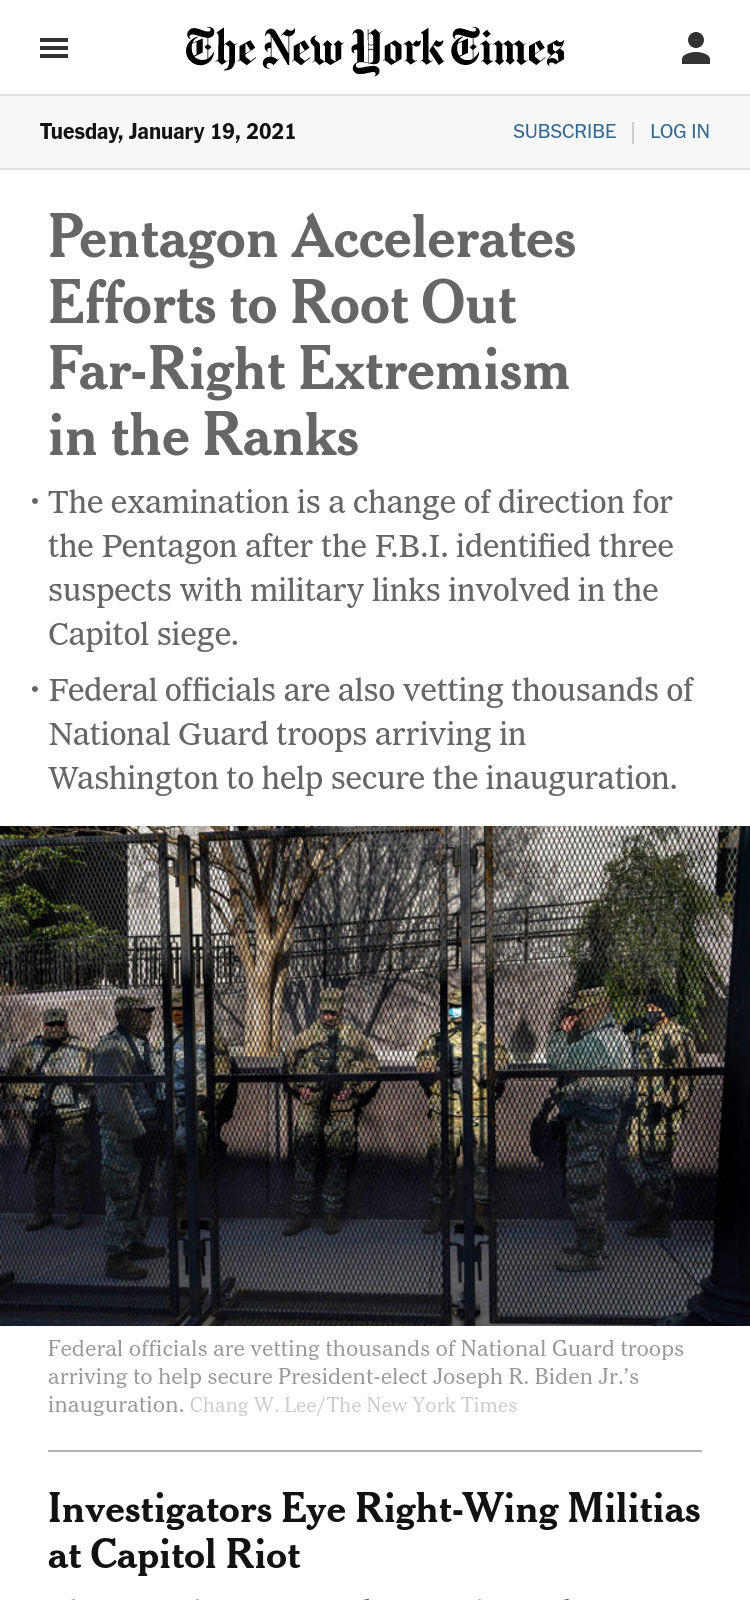 The New York Times
Tuesday, January 19, 2021
SUBSCRIBE | LOG IN
Pentagon Accelerates
Efforts to Root Out
Far-Right Extremism
in the Ranks
• The examination is a change of direction for
the Pentagon after the F.B.I. identified three
suspects with military links involved in the
Capitol siege.
• Federal officials are also vetting thousands of
National Guard troops arriving in
Washington to help secure the inauguration.
Federal officials are vetting thousands of National Guard troops
arriving to help secure President-elect Joseph R. Biden Jr.’s
inauguration. Chang W. Lee/The New York Times
Investigators Eye Right-Wing Militias
at Capitol Riot